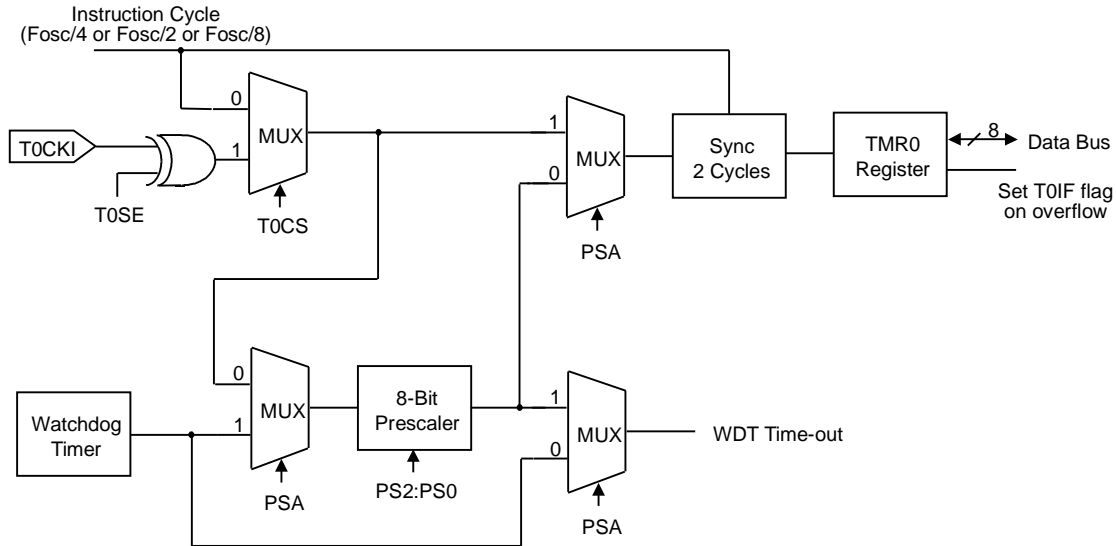 Instruction Cycle
(Fosc/4 or Fosc/2 or Fosc/8)
0
MUX
1
T0CKI
T0SE
T0CS
1
MUX
0
PSA
Sync
2 Cycles
TMR0
Register
8
Data Bus
Set T0IF flag
on overflow
Watchdog
Timer
0
MUX
1
PSA
8-Bit
Prescaler
PS2:PS0
1
MUX
0
PSA
WDT Time-out